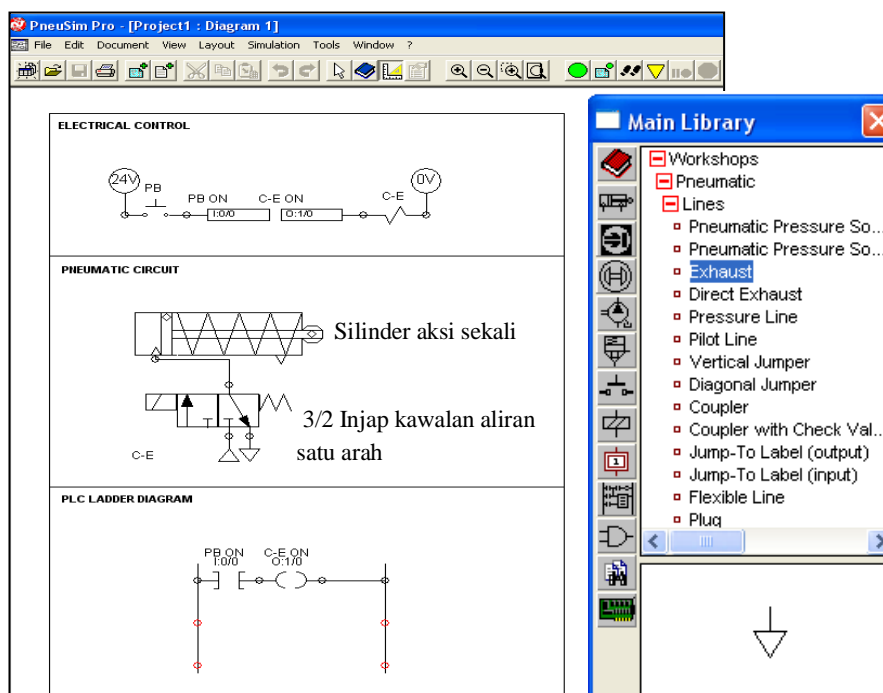 PneuSim Pro - [Project1 : Diagram 1]
File Edit Document View Layout Simulation Tools Window ?
ELECTRICAL CONTROL
24V PB 0V
PB ON C-E ON C-E
I:0/0 O:1/0
PNEUMATIC CIRCUIT
Silinder aksi sekali
3/2 Injap kawalan aliran
satu arah
C-E
PLC LADDER DIAGRAM
PB ON C-E ON
I:0/0 O:1/0
Main Library
Workshops
Pneumatic
Lines
Pneumatic Pressure So...
Pneumatic Pressure So...
Exhaust
Direct Exhaust
Pressure Line
Pilot Line
Vertical Jumper
Diagonal Jumper
Coupler
Coupler with Check Val...
Jump-To Label (output)
Jump-To Label (input)
Flexible Line
Plug